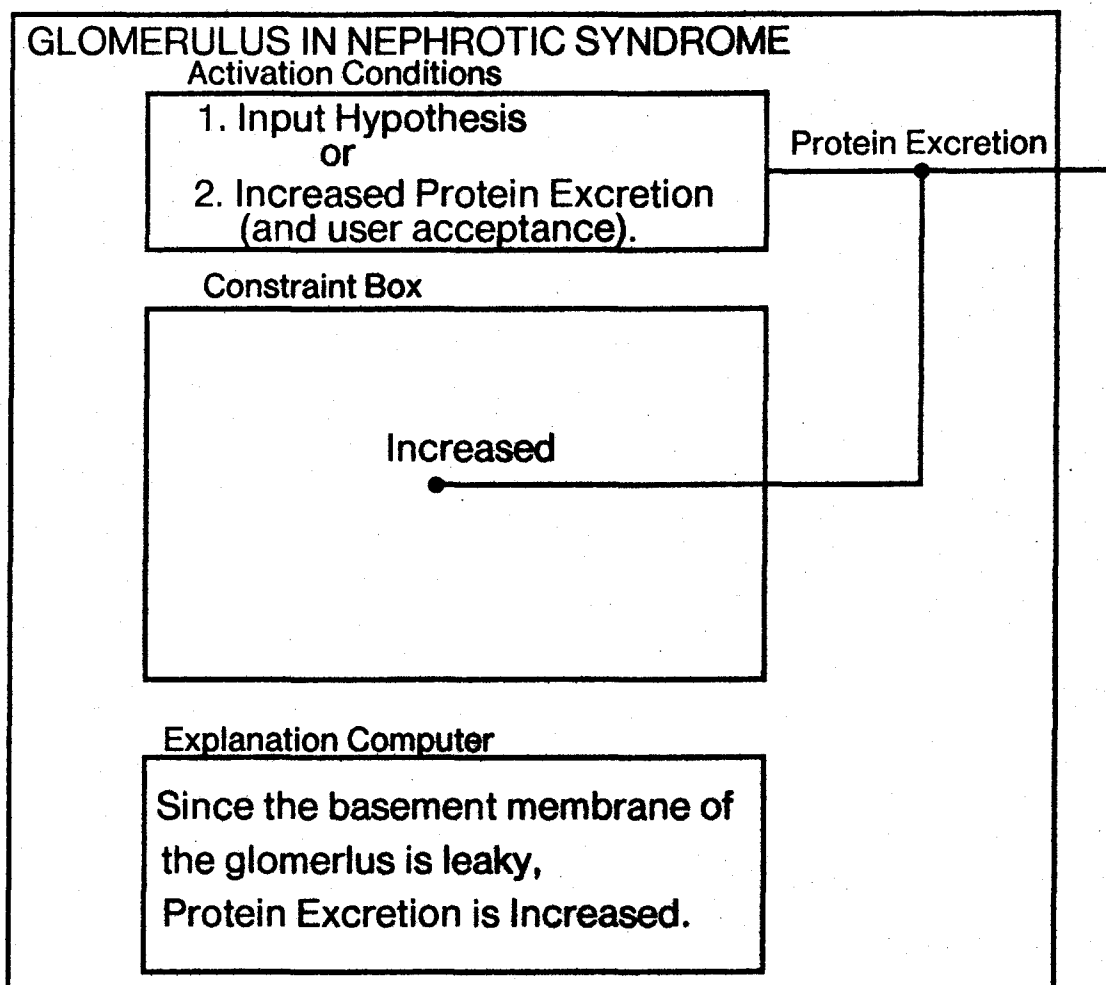 GLOMERULUS IN NEPHROTIC SYNDROME
Activation Conditions
1. Input Hypothesis
or
2. Increased Protein Excretion
(and user acceptance).
Protein Excretion
Constraint Box
Increased
Explanation Computer
Since the basement membrane of
the glomerlus is leaky,
Protein Excretion is Increased.